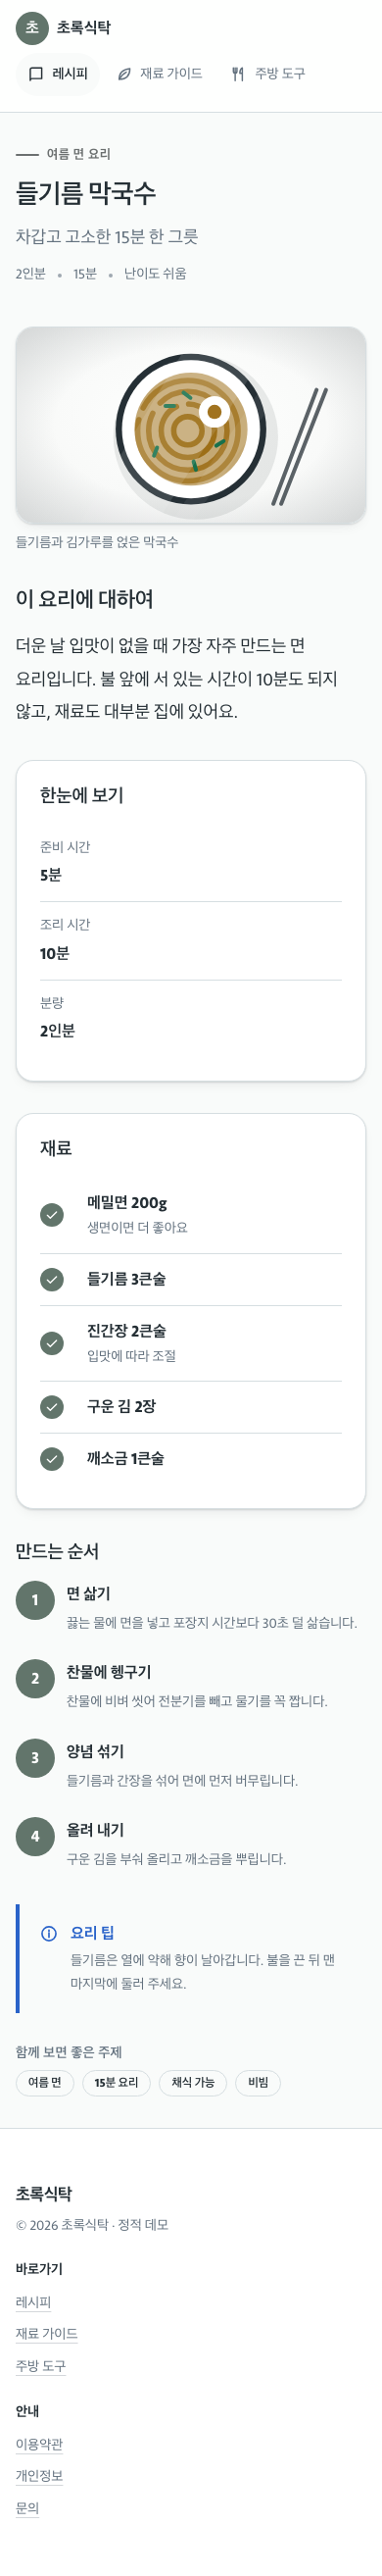 초 초록식탁
레시피 재료 가이드 주방 도구
여름 면 요리
들기름 막국수
차갑고 고소한 15분 한 그릇
2인분 15분 난이도 쉬움
들기름과 김가루를 얹은 막국수
이 요리에 대하여
더운 날 입맛이 없을 때 가장 자주 만드는 면
요리입니다. 불 앞에 서 있는 시간이 10분도 되지
않고, 재료도 대부분 집에 있어요.
한눈에 보기
준비 시간
5분
조리 시간
10분
분량
2인분
재료
메밀면 200g
생면이면 더 좋아요
들기름 3큰술
진간장 2큰술
입맛에 따라 조절
구운 김 2장
깨소금 1큰술
만드는 순서
1 면 삶기
끓는 물에 면을 넣고 포장지 시간보다 30초 덜 삶습니다.
2 찬물에 헹구기
찬물에 비벼 씻어 전분기를 빼고 물기를 꼭 짭니다.
3 양념 섞기
들기름과 간장을 섞어 면에 먼저 버무립니다.
4 올려 내기
구운 김을 부숴 올리고 깨소금을 뿌립니다.
요리 팁
들기름은 열에 약해 향이 날아갑니다. 불을 끈 뒤 맨
마지막에 둘러 주세요.
함께 보면 좋은 주제
여름 면 15분 요리 채식 가능 비빔
초록식탁
© 2026 초록식탁 · 정적 데모
바로가기
레시피
재료 가이드
주방 도구
안내
이용약관
개인정보
문의